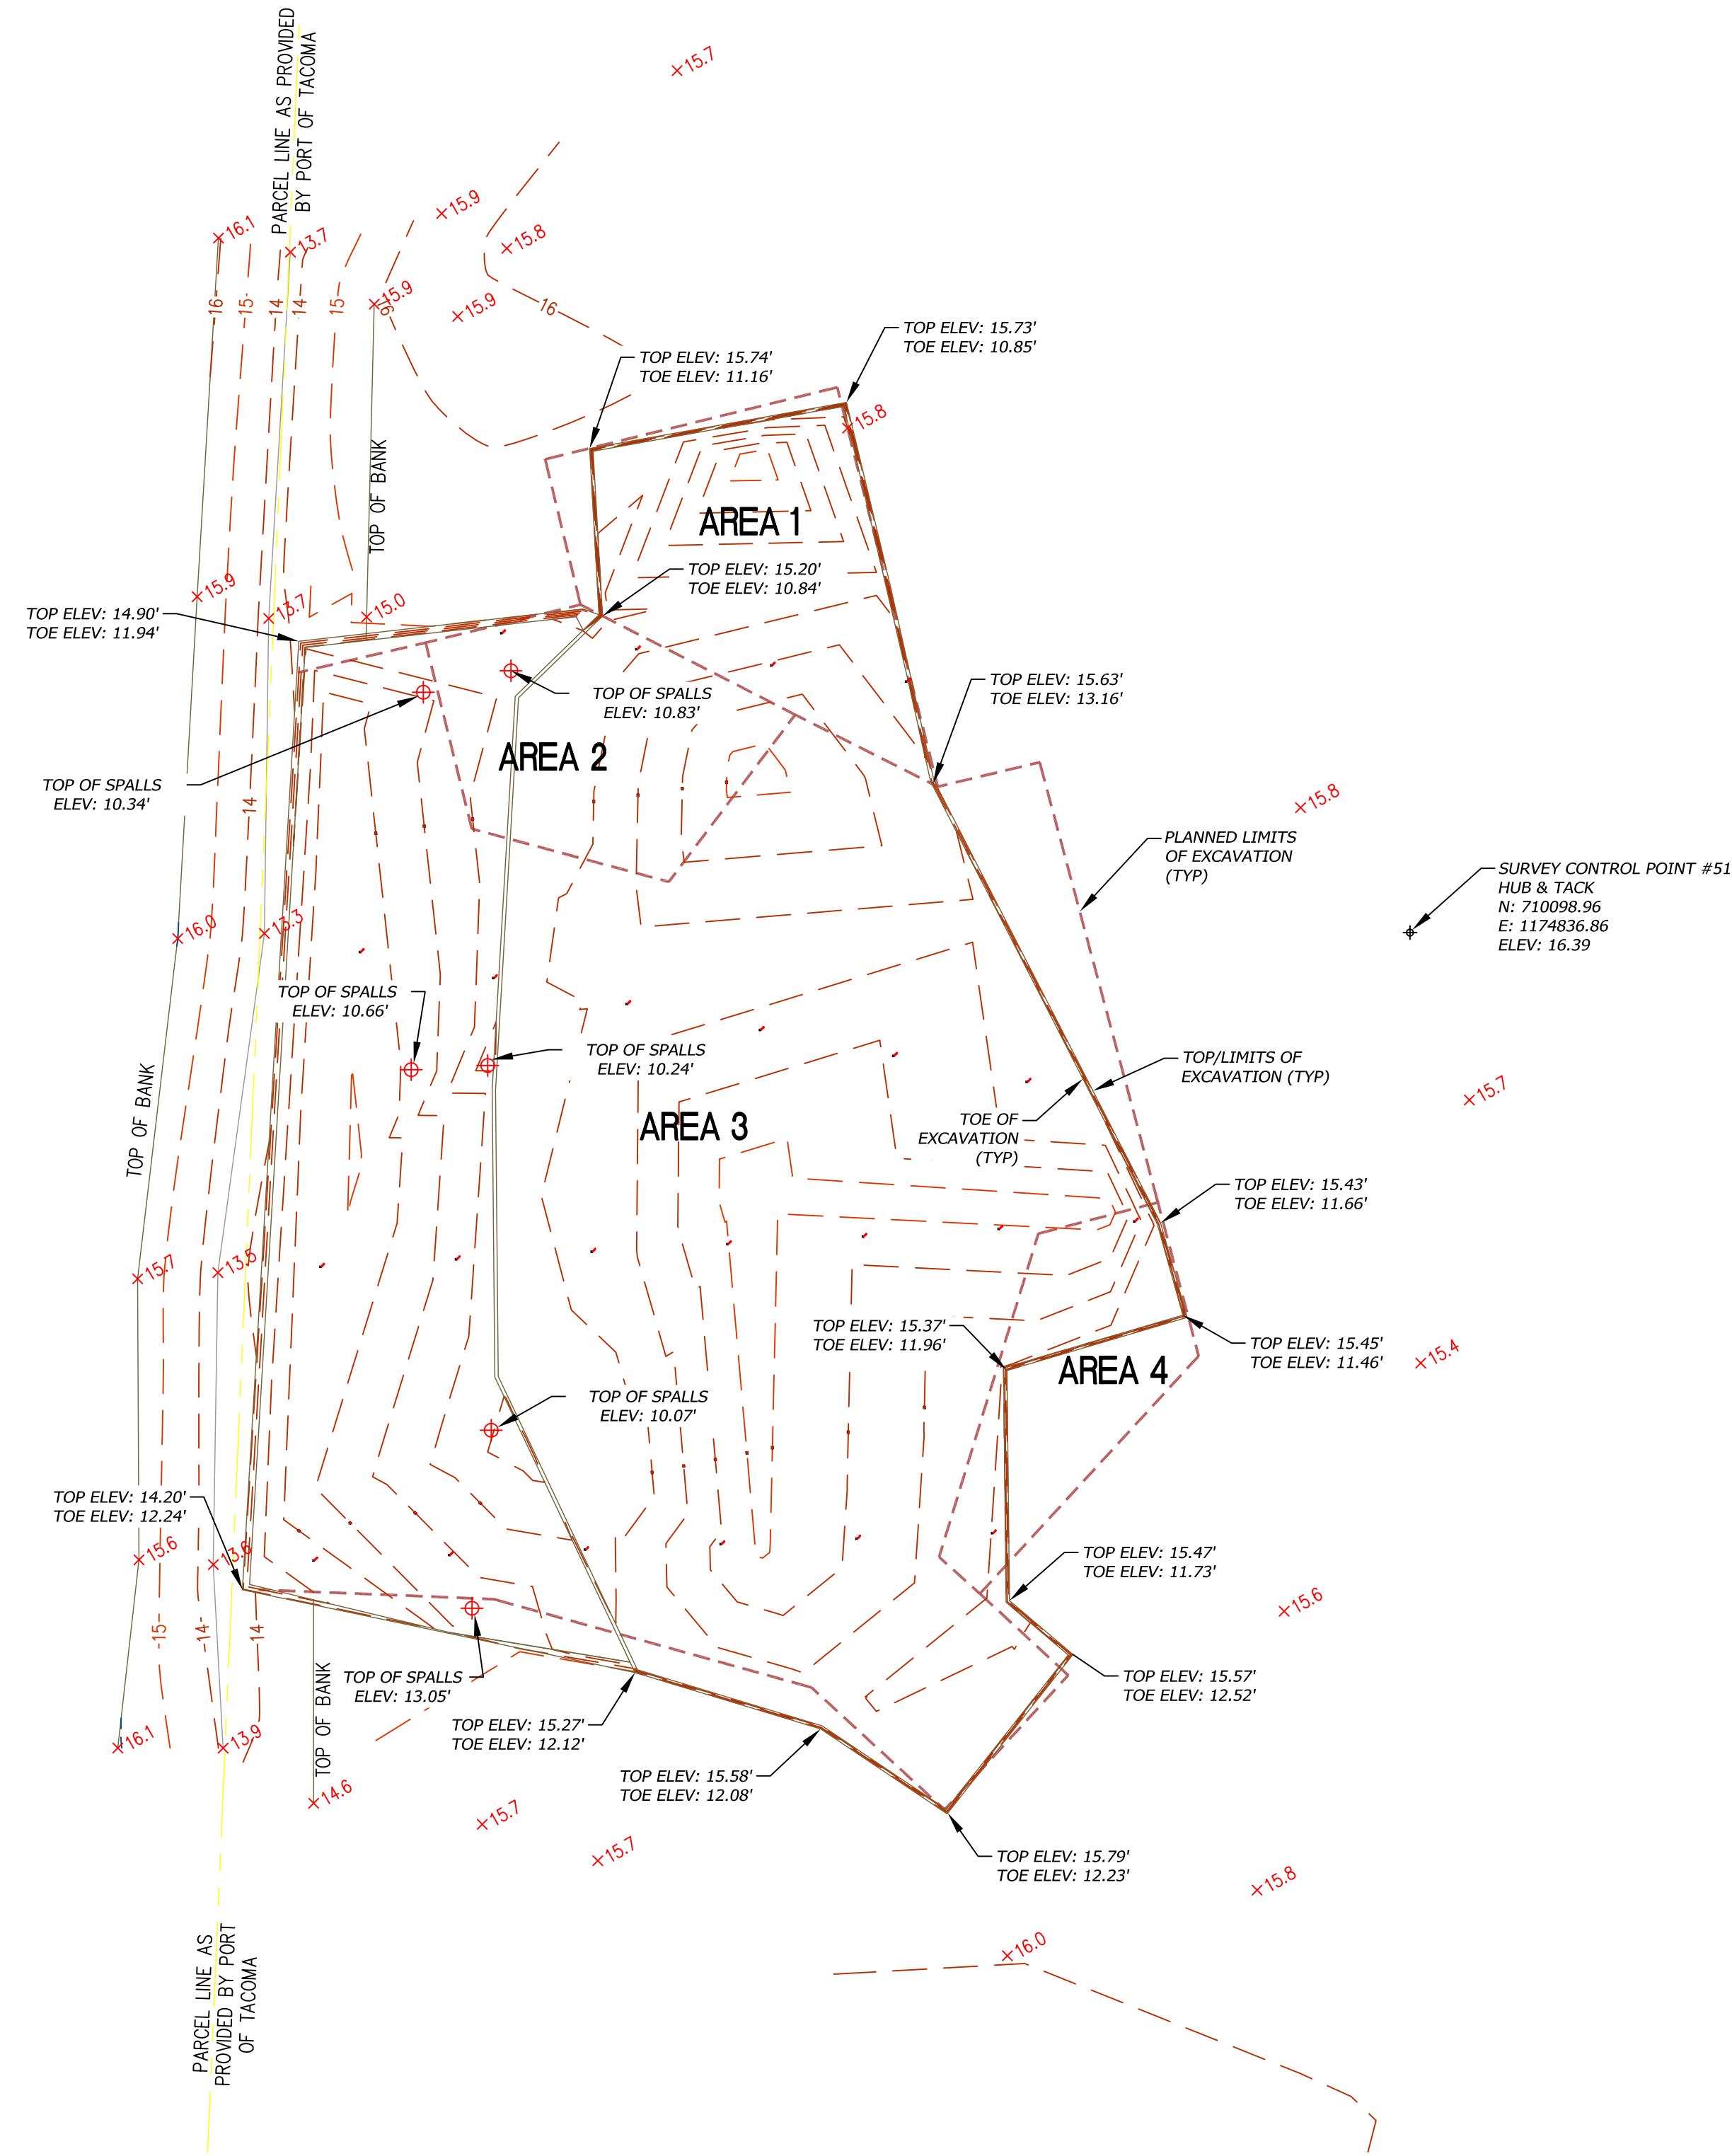 PARCEL LINE AS PROVIDED
BY PORT OF TACOMA
15.7
15.9
15.8
16.1
13.7
15.9
15.9
16
15
14
14
15
16
16
TOP ELEV: 15.73'
TOE ELEV: 10.85'
TOP ELEV: 15.74'
TOE ELEV: 11.16'
15.8
TOP OF BANK
AREA 1
TOP ELEV: 15.20'
TOE ELEV: 10.84'
15.9
13.7
15.0
TOP ELEV: 14.90'
TOE ELEV: 11.94'
TOP ELEV: 15.63'
TOE ELEV: 13.16'
TOP OF SPALLS
ELEV: 10.83'
AREA 2
TOP OF SPALLS
ELEV: 10.34'
14
15.8
PLANNED LIMITS
OF EXCAVATION
(TYP)
SURVEY CONTROL POINT #51
HUB & TACK
N: 710098.96
E: 1174836.86
ELEV: 16.39
16.0
13.3
TOP OF SPALLS
ELEV: 10.66'
TOP OF SPALLS
ELEV: 10.24'
TOP/LIMITS OF
EXCAVATION (TYP)
15.7
TOP OF BANK
AREA 3
TOE OF
EXCAVATION
(TYP)
TOP ELEV: 15.43'
TOE ELEV: 11.66'
15.7
13.5
TOP ELEV: 15.37'
TOE ELEV: 11.96'
TOP ELEV: 15.45'
TOE ELEV: 11.46'
15.4
AREA 4
TOP OF SPALLS
ELEV: 10.07'
TOP ELEV: 14.20'
TOE ELEV: 12.24'
15.6
13.6
TOP ELEV: 15.47'
TOE ELEV: 11.73'
15.6
15
14
14
TOP OF BANK
TOP OF SPALLS
ELEV: 13.05'
TOP ELEV: 15.57'
TOE ELEV: 12.52'
TOP ELEV: 15.27'
TOE ELEV: 12.12'
16.1
13.9
14.6
TOP ELEV: 15.58'
TOE ELEV: 12.08'
15.7
15.7
TOP ELEV: 15.79'
TOE ELEV: 12.23'
15.8
16.0
PARCEL LINE AS
PROVIDED BY PORT
OF TACOMA